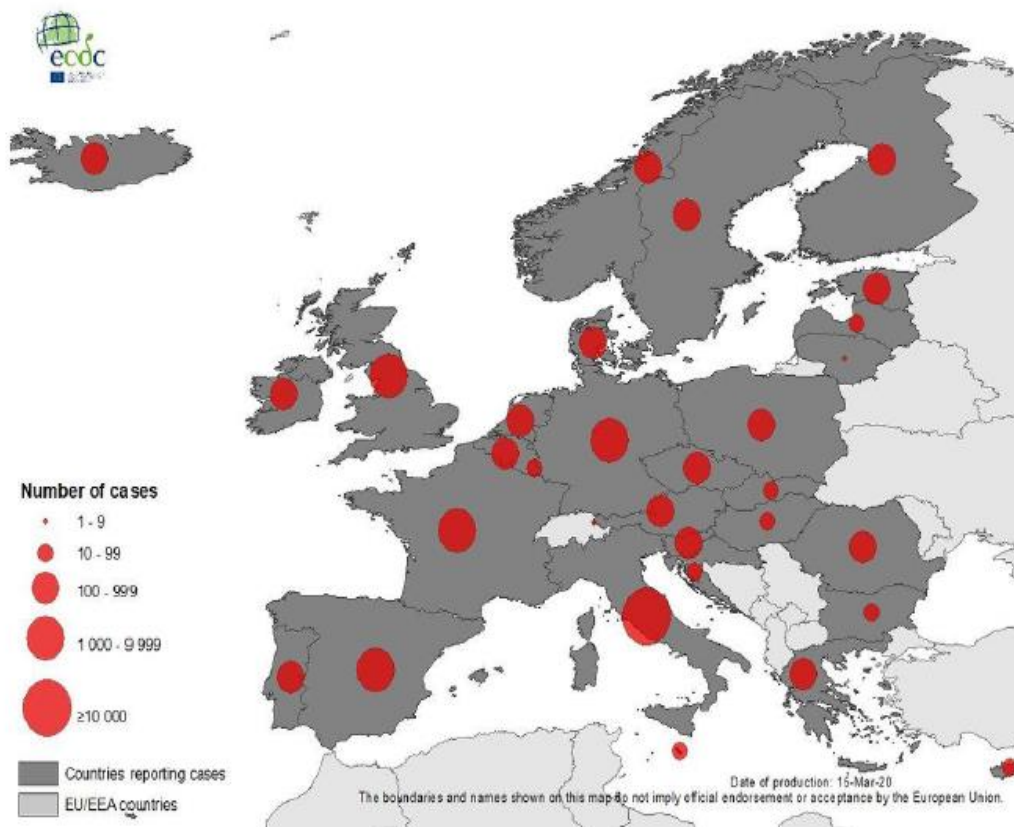 ecdc
Number of cases
1 - 9
10 - 99
100 - 999
1 000 - 9 999
≥10 000
Countries reporting cases
EU/EEA countries
Date of production: 15-Mar-20
The boundaries and names shown on this map do not imply official endorsement or acceptance by the European Union.